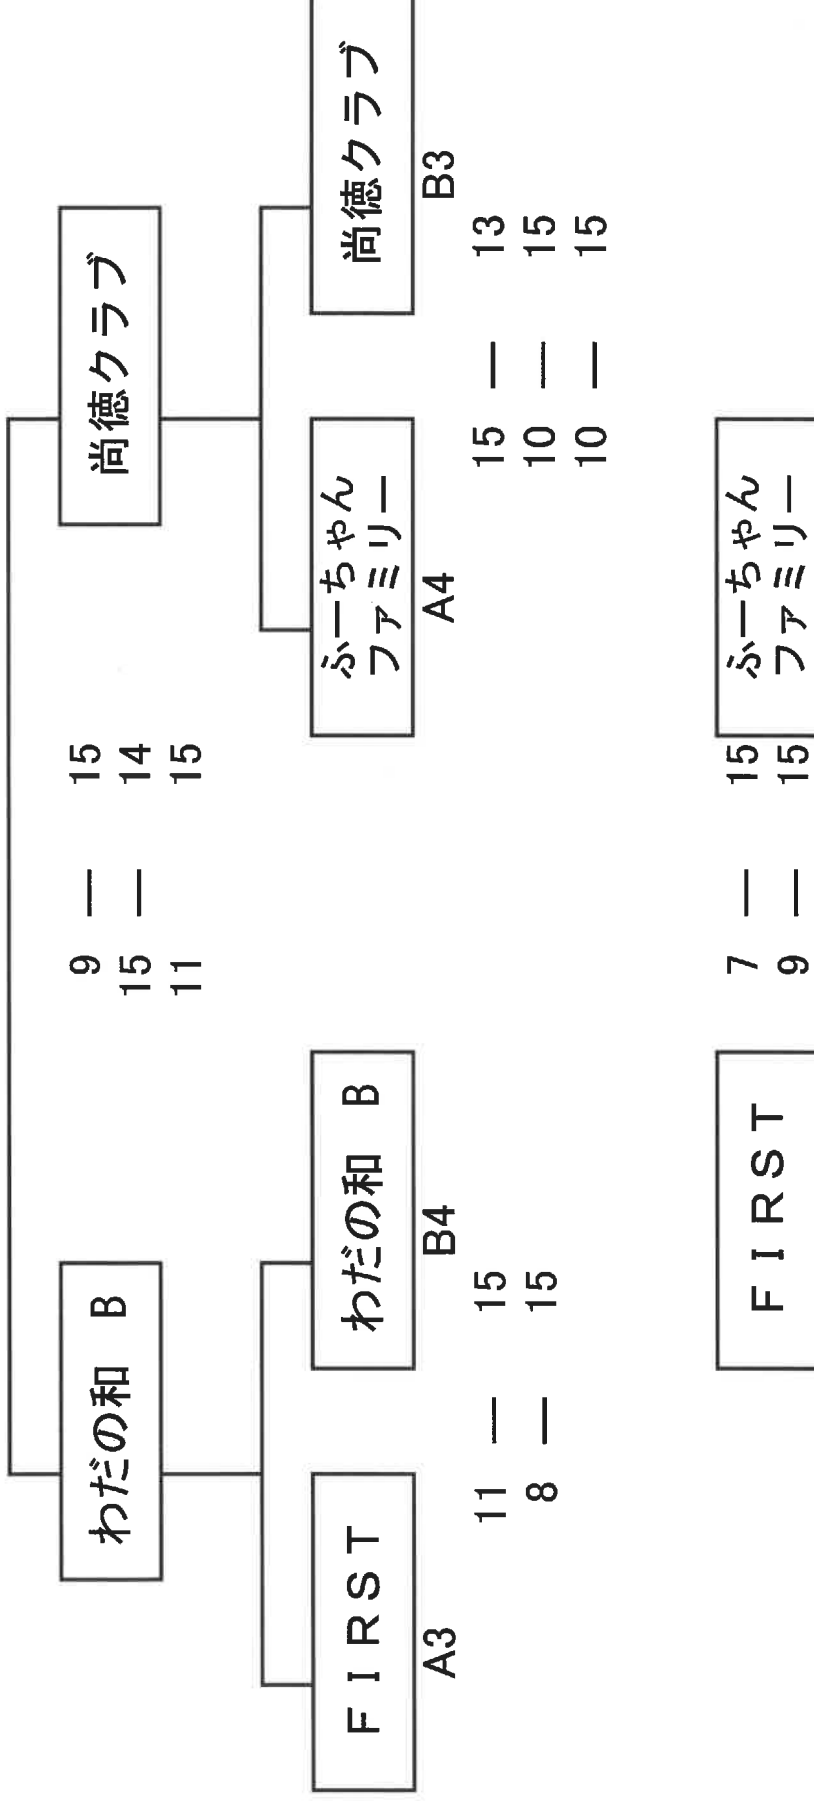 わだの和　B
尚徳クラブ
9 ― 15
15 ― 14
11 15
ＦＩＲＳＴ
わだの和　B
ふーちゃん
ファミリー
尚徳クラブ
A3
B4
A4
B3
11 ― 15
8 ― 15
15 ― 13
10 ― 15
10 ― 15
ＦＩＲＳＴ
7 ― 15
9 ― 15
ふーちゃん
ファミリー